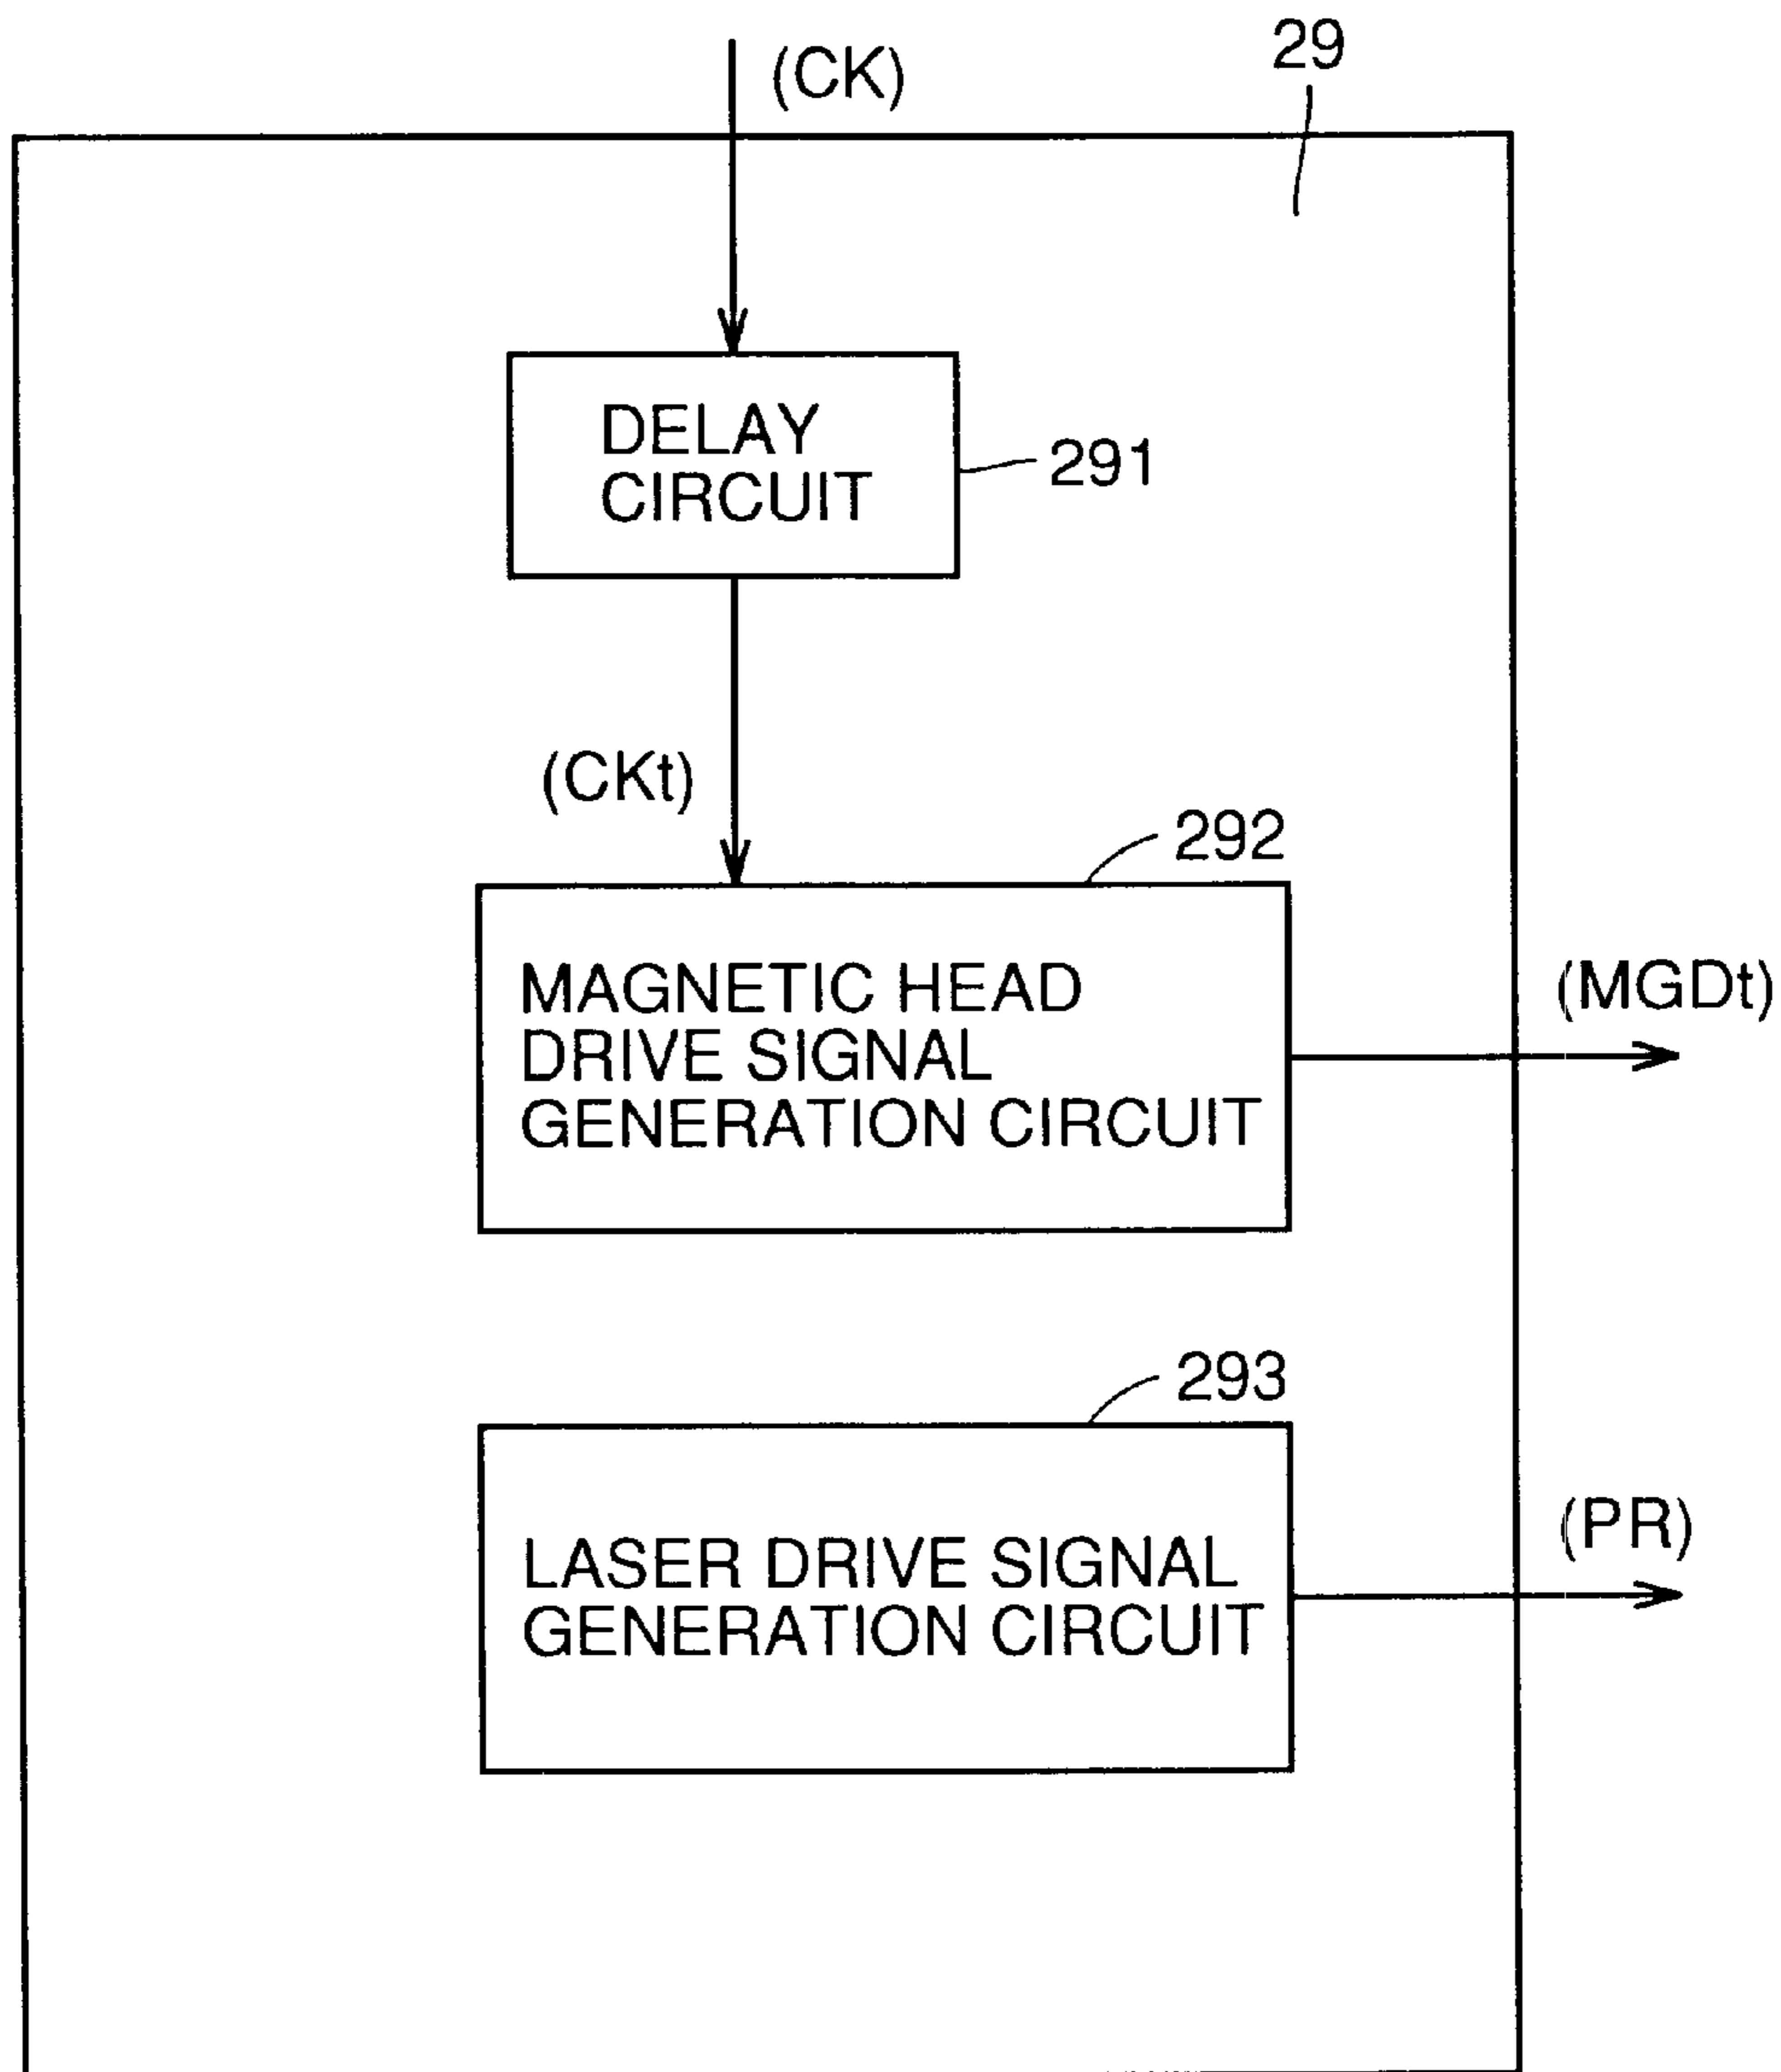 (CK)
29
DELAY
CIRCUIT
291
(CKt)
292
MAGNETIC HEAD
DRIVE SIGNAL
GENERATION CIRCUIT
(MGDt)
293
LASER DRIVE SIGNAL
GENERATION CIRCUIT
(PR)